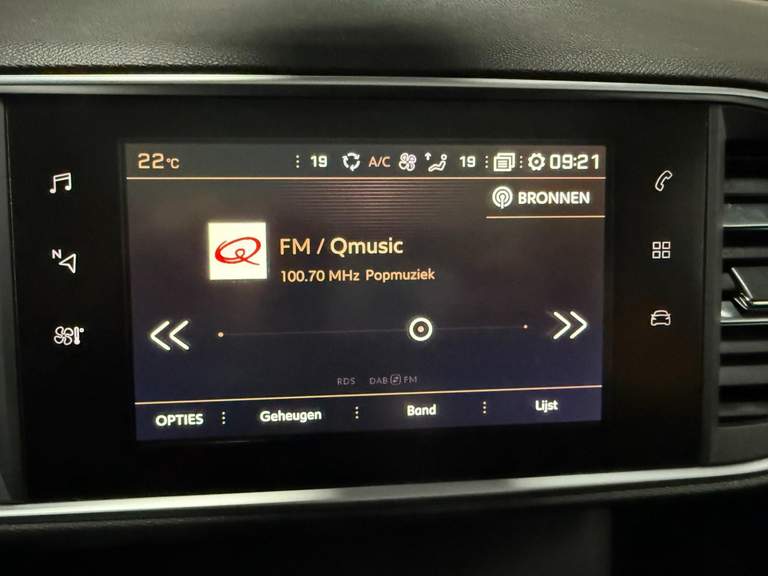 22°C 19 A/C 19 09:21
BRONNEN
FM / Qmusic
100.70 MHz Popmuziek
N
RDS DAB FM
OPTIES Geheugen Band Lijst